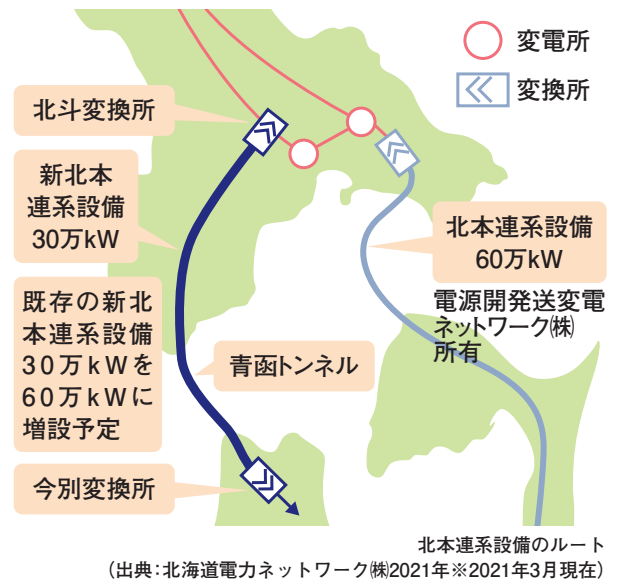 変電所
変換所
北斗変換所
新北本
連系設備
30万kW
北本連系設備
60万kW
電源開発送変電
ネットワーク㈱
所有
既存の新北
本連系設備
30万kWを
60万kWに
増設予定
青函トンネル
今別変換所
北本連系設備のルート
（出典：北海道電力ネットワーク㈱2021年※2021年3月現在）